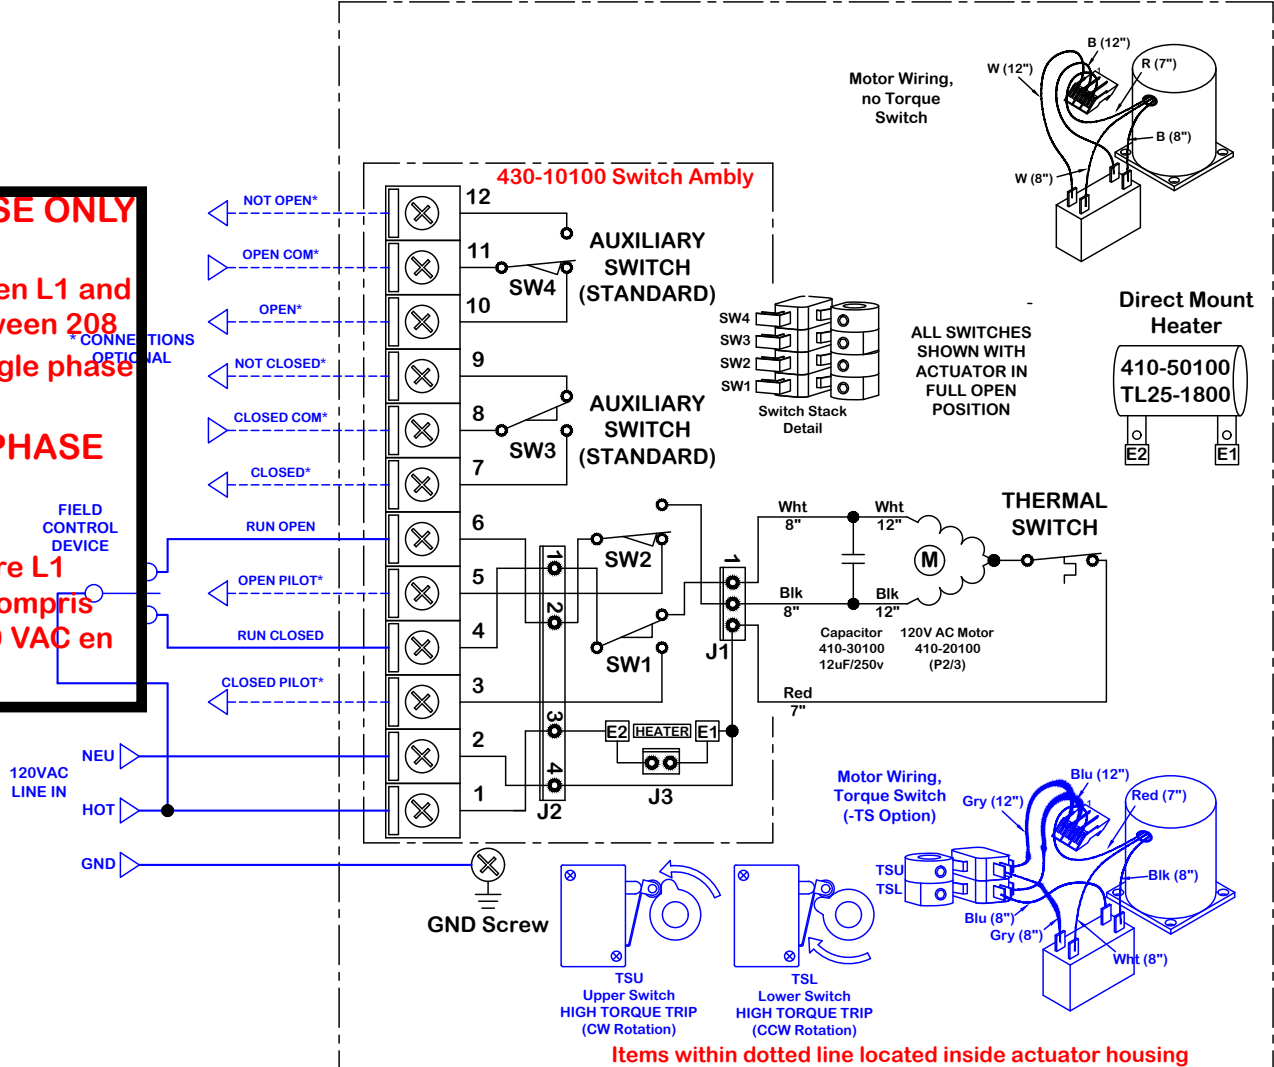 B (12")
R (7")
W (12")
Motor Wiring,
no Torque
Switch
B (8")
W (8")
430-10100 Switch Ambly
SE ONLY
en L1 and
veen 208
gle phase
PHASE
re L1
ompris
VAC en
* CONNECTIONS
OPTIONAL
NOT OPEN*
OPEN COM*
OPEN*
NOT CLOSED*
CLOSED COM*
CLOSED*
RUN OPEN
OPEN PILOT*
RUN CLOSED
CLOSED PILOT*
FIELD
CONTROL
DEVICE
12
11
10
9
8
7
6
5
4
3
2
1
AUXILIARY
SWITCH
(STANDARD)
SW4
AUXILIARY
SWITCH
(STANDARD)
SW3
SW4
SW3
SW2
SW1
Switch Stack
Detail
ALL SWITCHES
SHOWN WITH
ACTUATOR IN
FULL OPEN
POSITION
Direct Mount
Heater
410-50100
TL25-1800
E2
E1
THERMAL
SWITCH
SW2
SW1
1
2
3
4
J2
1
J1
Wht
8"
Wht
12"
M
Blk
8"
Blk
12"
Capacitor
410-30100
12uF/250v
120V AC Motor
410-20100
(P2/3)
Red
7"
E2
HEATER
E1
J3
NEU
120VAC
LINE IN
HOT
GND
GND Screw
Motor Wiring,
Torque Switch
(-TS Option)
Blu (12")
Gry (12")
Red (7")
TSU
TSL
Blk (8")
Blu (8")
Gry (8")
Wht (8")
TSU
Upper Switch
HIGH TORQUE TRIP
(CW Rotation)
TSL
Lower Switch
HIGH TORQUE TRIP
(CCW Rotation)
Items within dotted line located inside actuator housing